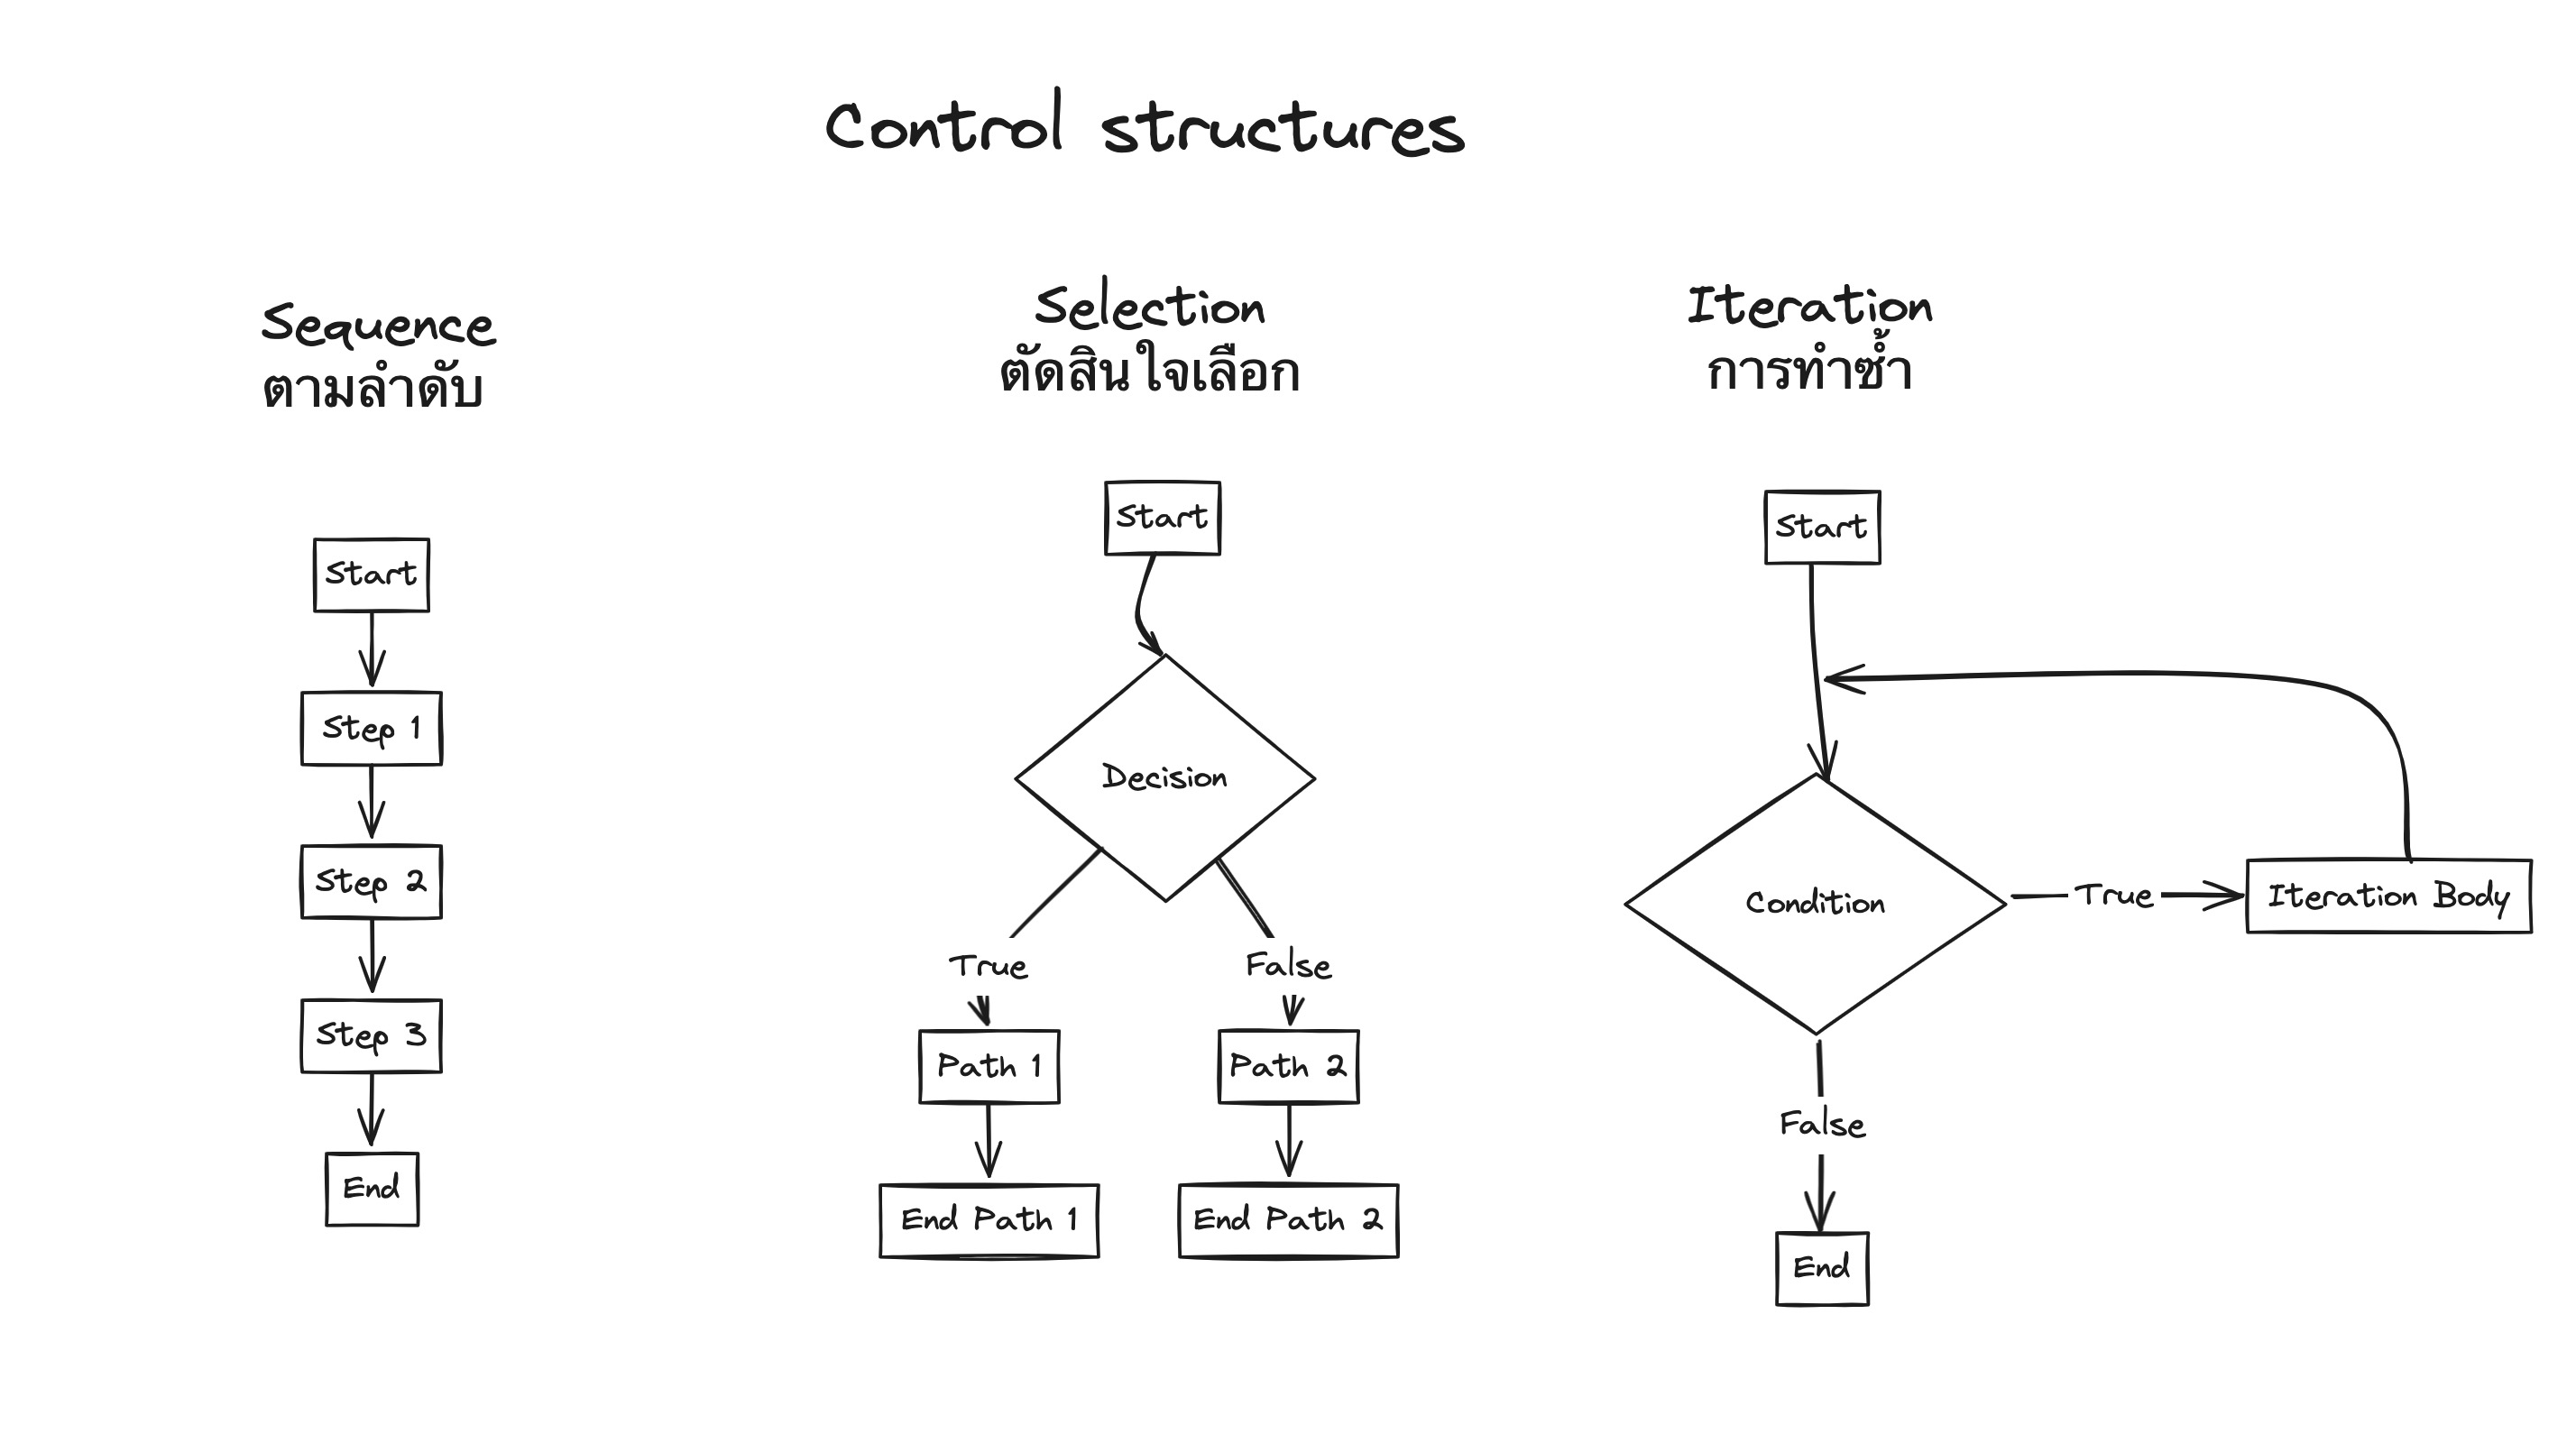 Control structures
Sequence
ตามลำดับ
Start
Step 1
Step 2
Step 3
End
Selection
ตัดสินใจเลือก
Start
Decision
True
False
Path 1
Path 2
End Path 1
End Path 2
Iteration
การทำซ้ำ
Start
Condition
True
Iteration Body
False
End